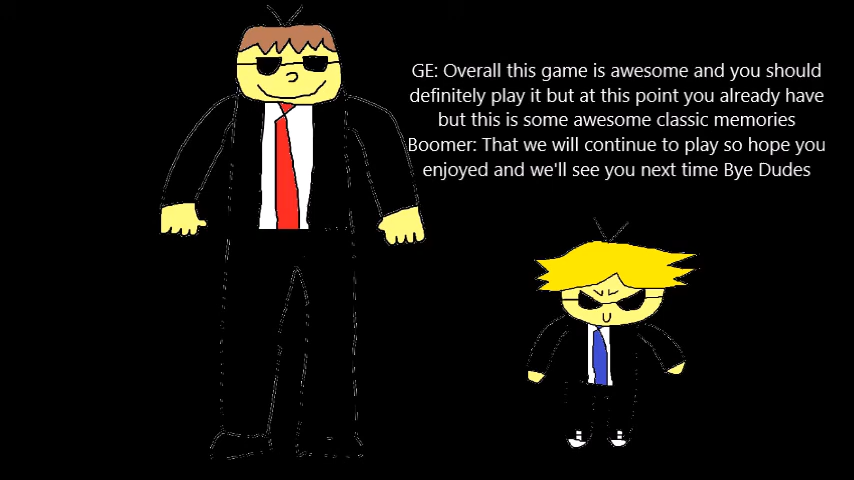 GE: Overall this game is awesome and you should
definitely play it but at this point you already have
but this is some awesome classic memories
Boomer: That we will continue to play so hope you
enjoyed and we'll see you next time Bye Dudes